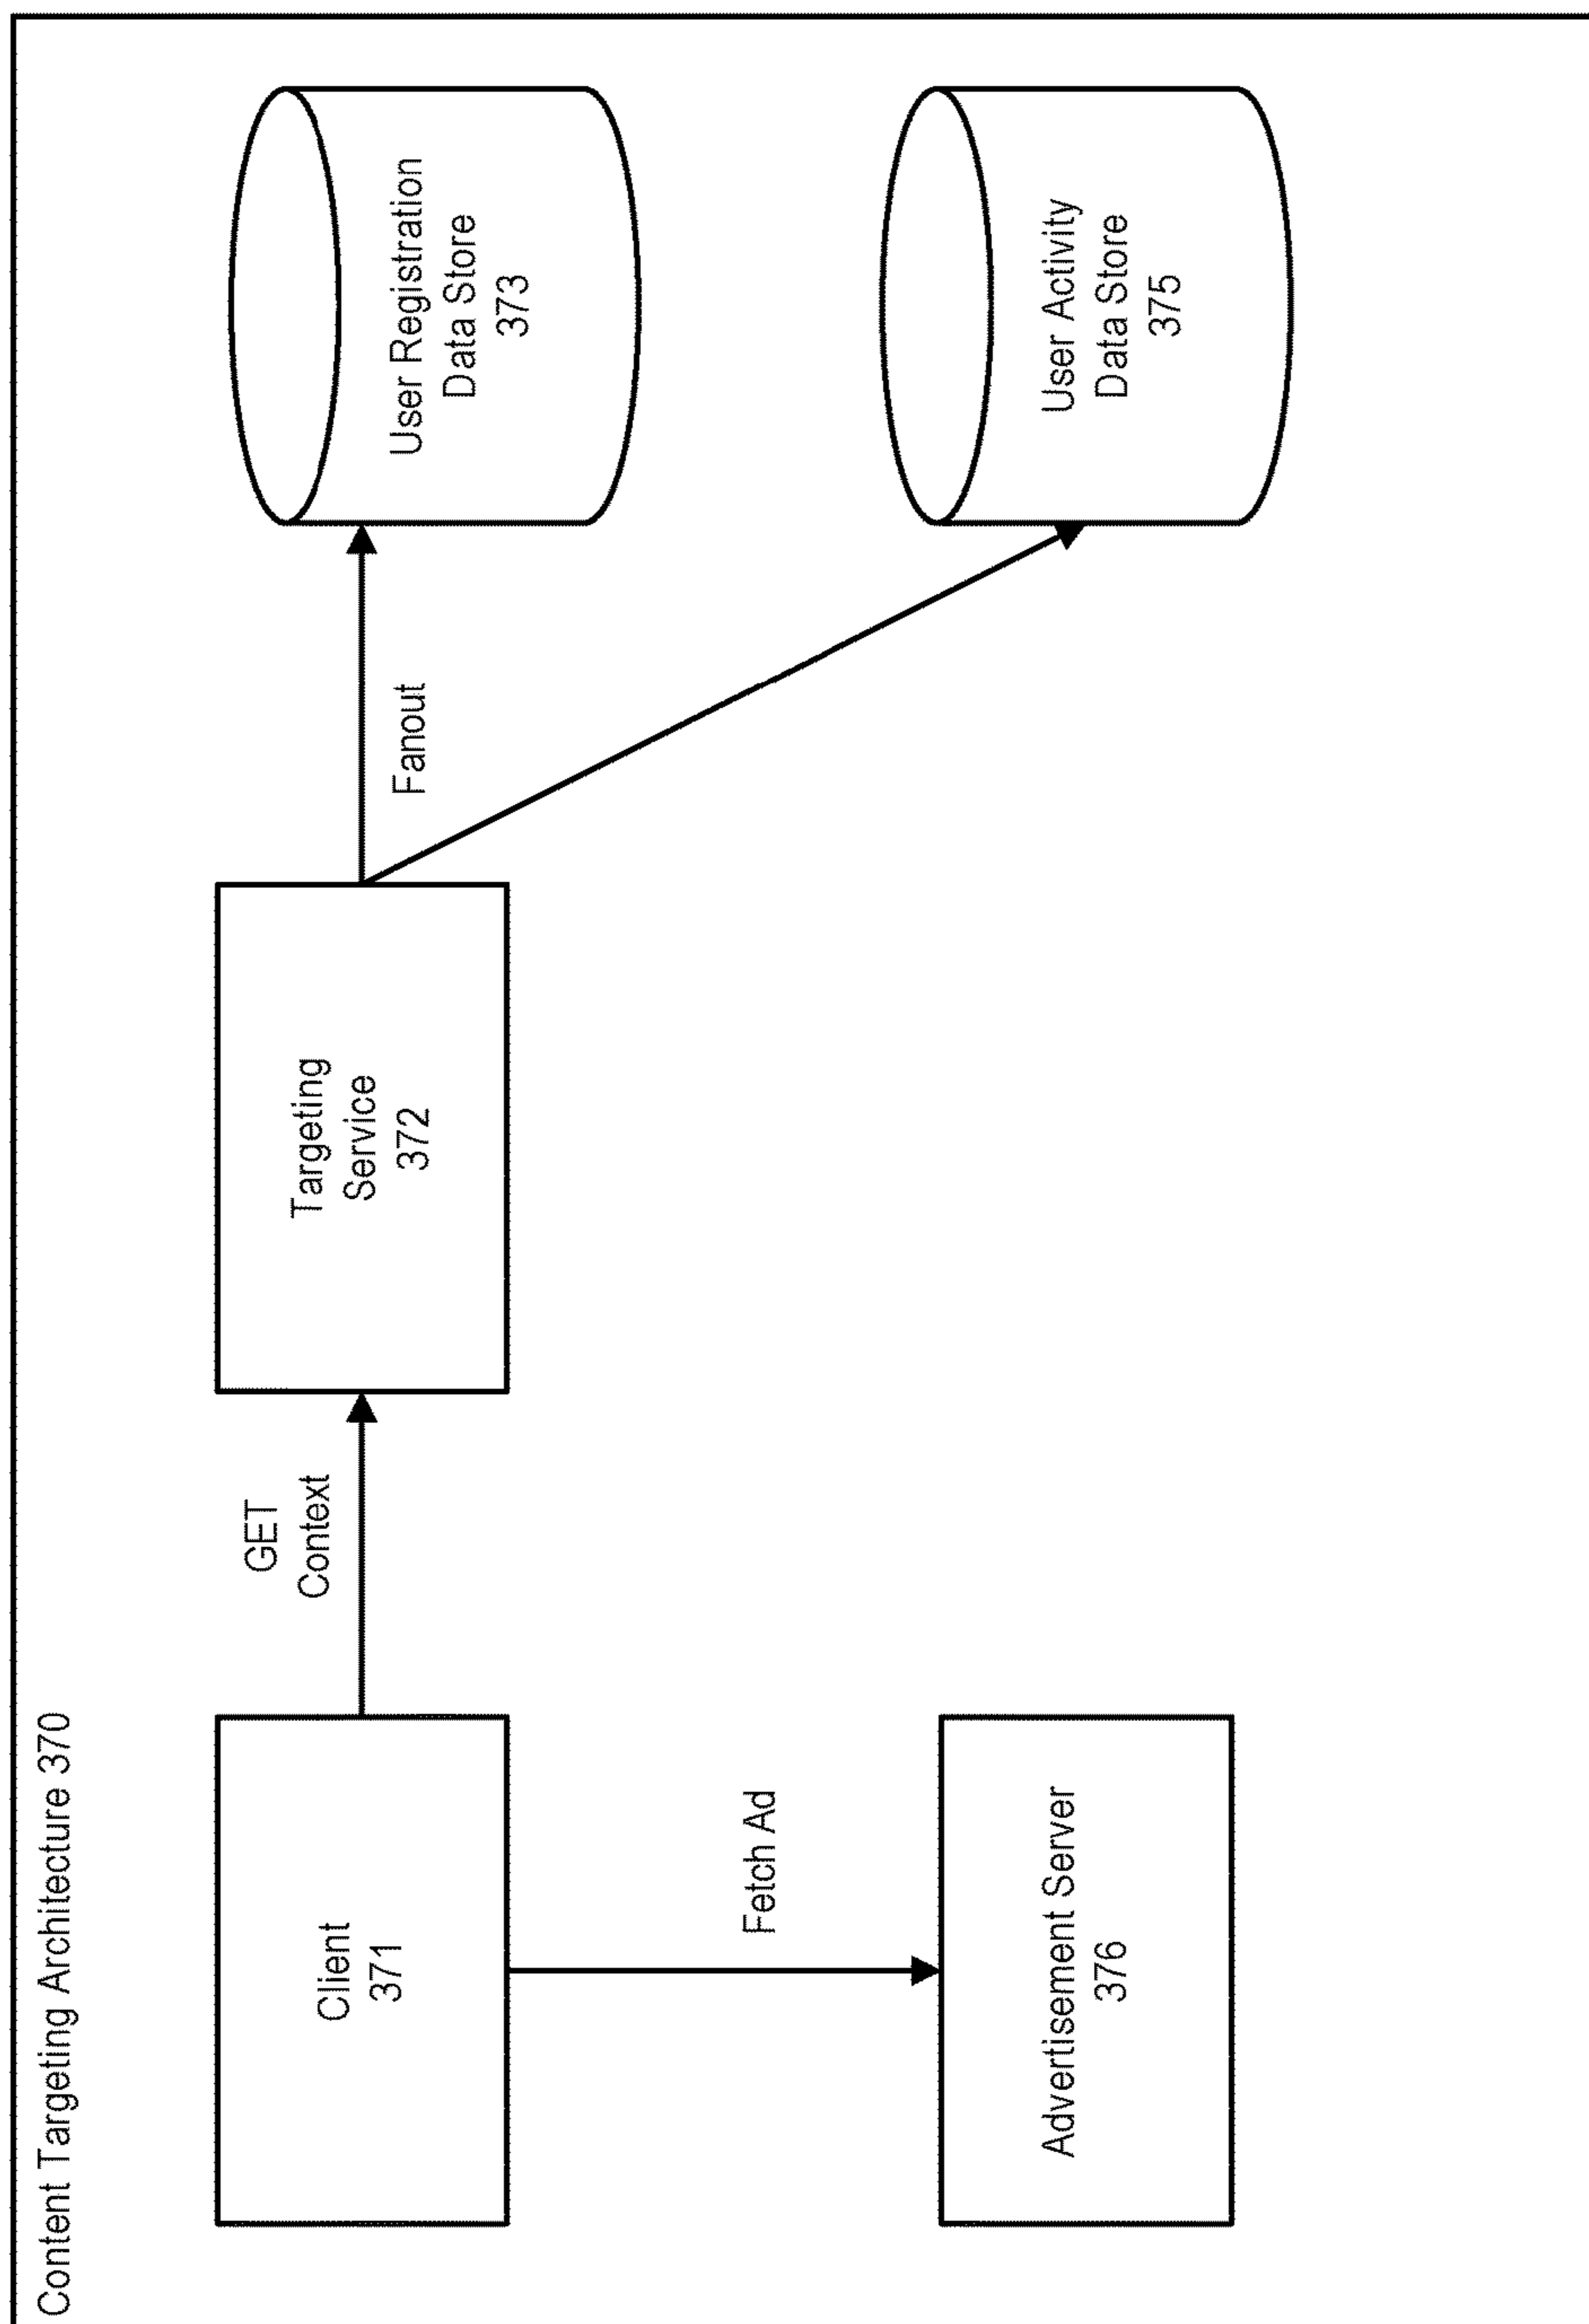 Content Targeting Architecture 370
Client
371
GET
Context
Targeting
Service
372
Fanout
User Registration
Data Store
373
Fetch Ad
Advertisement Server
376
User Activity
Data Store
375